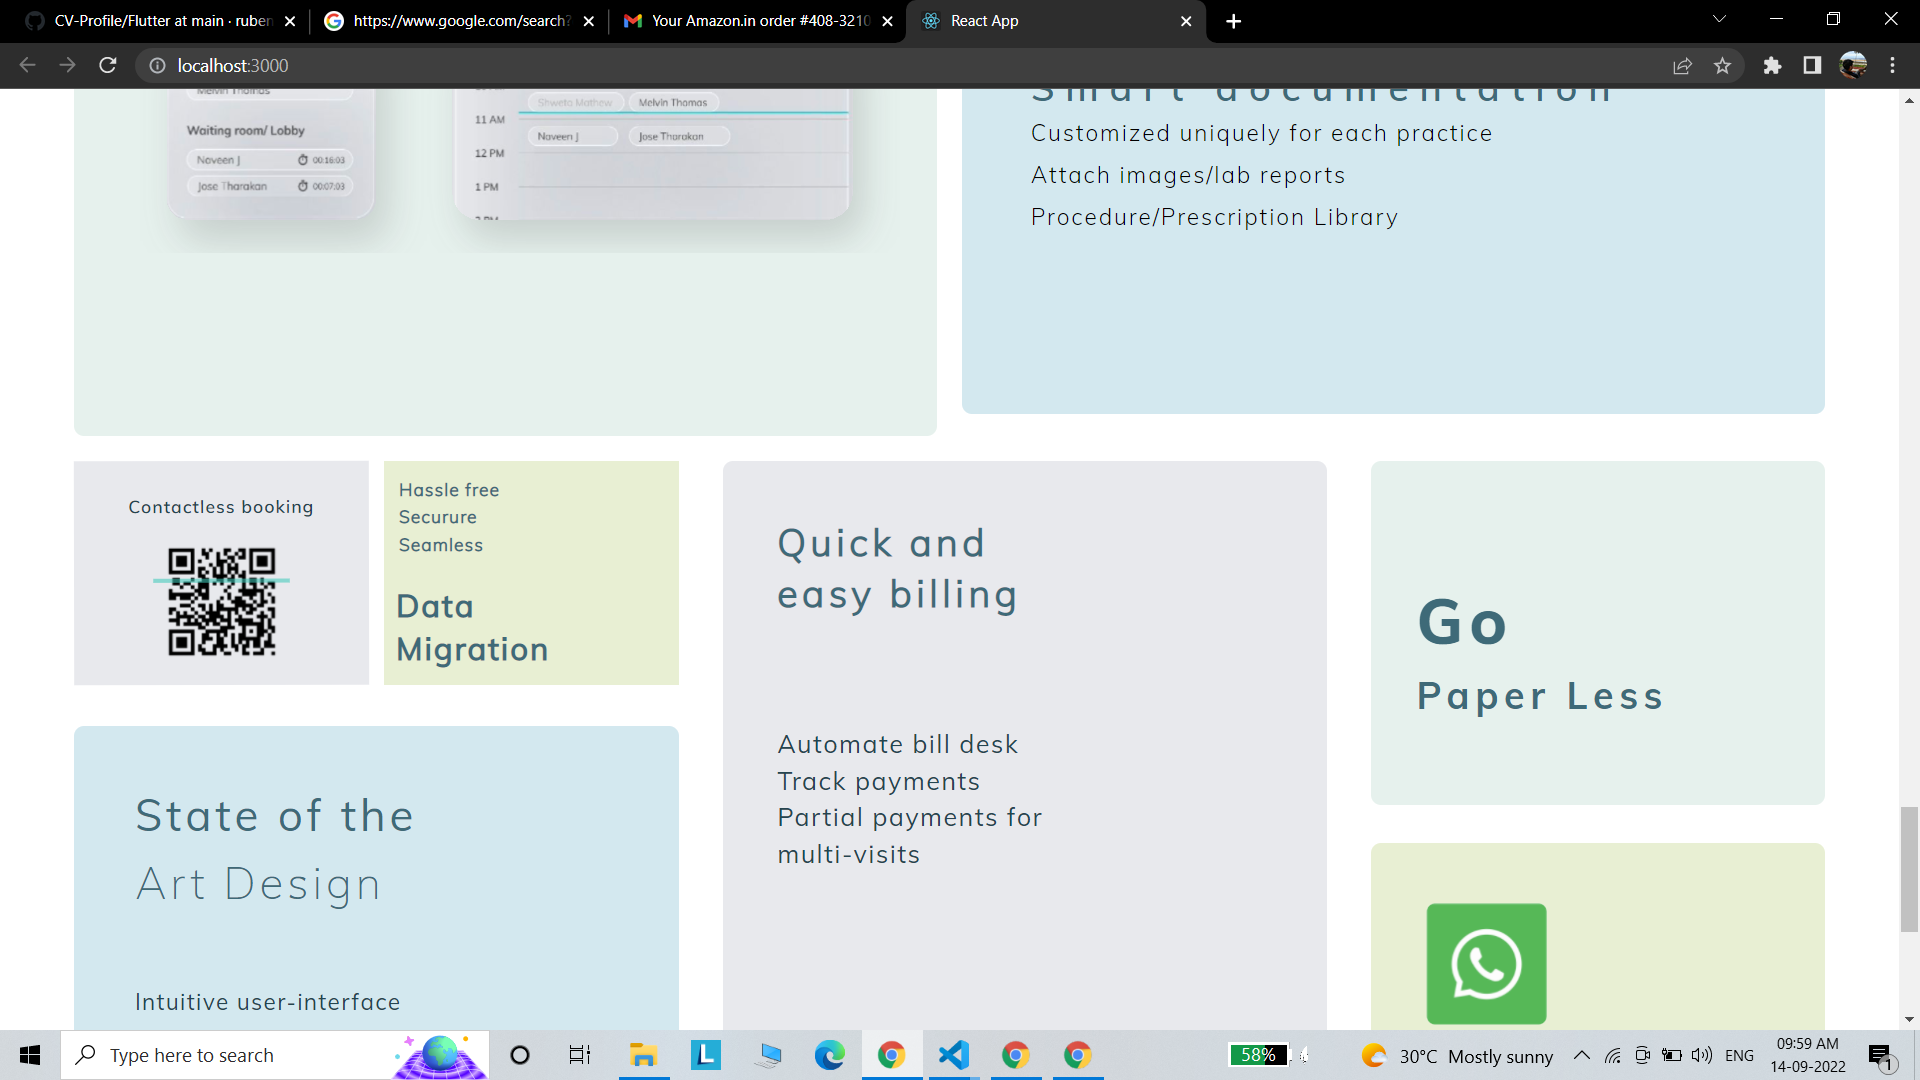 CV-Profile/Flutter at main · ruben
https://www.google.com/search?
Your Amazon.in order #408-3210
React App
localhost:3000
Melvin Thomas
Waiting room/ Lobby
Naveen J 00:16:03
Jose Tharakan 00:07:03
Shweta Mathew Melvin Thomas
11 AM
Naveen J Jose Tharakan
12 PM
1 PM
2 PM
Smart documentation
Customized uniquely for each practice
Attach images/lab reports
Procedure/Prescription Library
Contactless booking
Hassle free
Securure
Seamless
Data
Migration
Quick and
easy billing
Automate bill desk
Track payments
Partial payments for
multi-visits
Go
Paper Less
State of the
Art Design
Intuitive user-interface
Type here to search
L
58%
30°C Mostly sunny
ENG
09:59 AM
14-09-2022
1